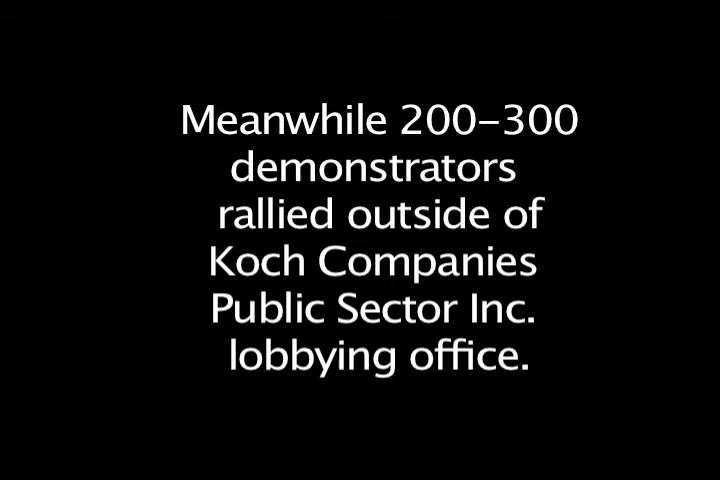 Meanwhile 200–300
demonstrators
rallied outside of
Koch Companies
Public Sector Inc.
lobbying office.